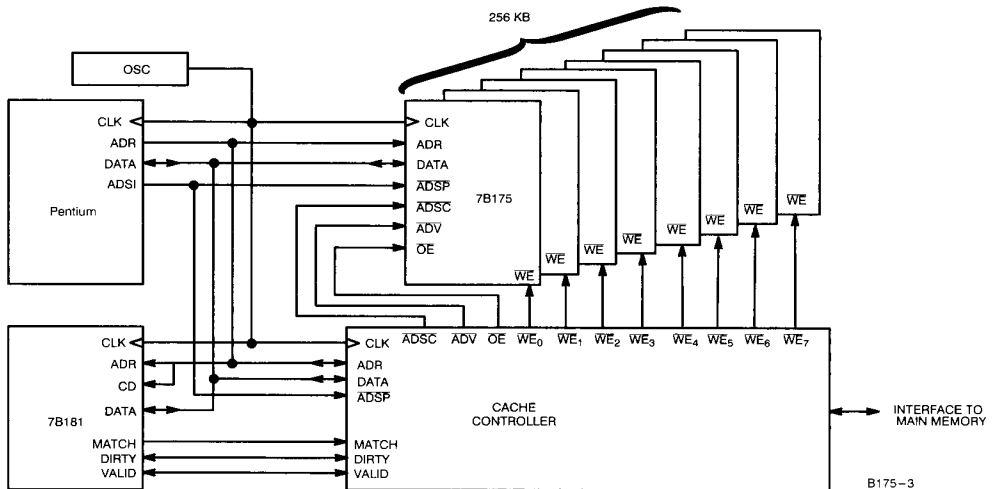 256 KB
OSC
CLK
ADR
DATA
ADSI
Pentium
CLK
ADR
DATA
ADSP
ADSC
ADV
OE
7B175
WE
WE
WE
WE
WE
WE
WE
WE
CLK
ADR
CD
DATA
7B181
MATCH
DIRTY
VALID
ADSC ADV OE WE0 WE1 WE2 WE3 WE4 WE5 WE6 WE7
CLK
ADR
DATA
ADSP
CACHE
CONTROLLER
MATCH
DIRTY
VALID
INTERFACE TO
MAIN MEMORY
B175–3